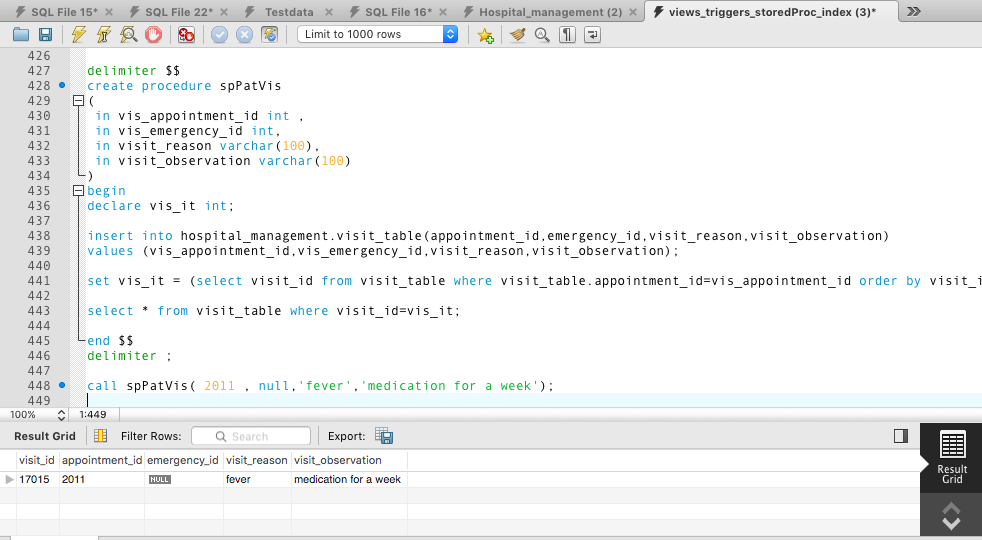 SQL File 15* SQL File 22* Testdata SQL File 16* Hospital_management (2) views_triggers_storedProc_index (3)*
Limit to 1000 rows
426
427 delimiter $$
428 create procedure spPatVis
429 (
430 in vis_appointment_id int ,
431 in vis_emergency_id int,
432 in visit_reason varchar(100),
433 in visit_observation varchar(100)
434 )
435 begin
436 declare vis_it int;
437
438 insert into hospital_management.visit_table(appointment_id,emergency_id,visit_reason,visit_observation)
439 values (vis_appointment_id,vis_emergency_id,visit_reason,visit_observation);
440
441 set vis_it = (select visit_id from visit_table where visit_table.appointment_id=vis_appointment_id order by visit_i
442
443 select * from visit_table where visit_id=vis_it;
444
445 end $$
446 delimiter ;
447
448 call spPatVis( 2011 , null,'fever','medication for a week');
449
100% 1:449
Result Grid Filter Rows: Search Export:
visit_id appointment_id emergency_id visit_reason visit_observation
17015 2011 NULL fever medication for a week
Result
Grid